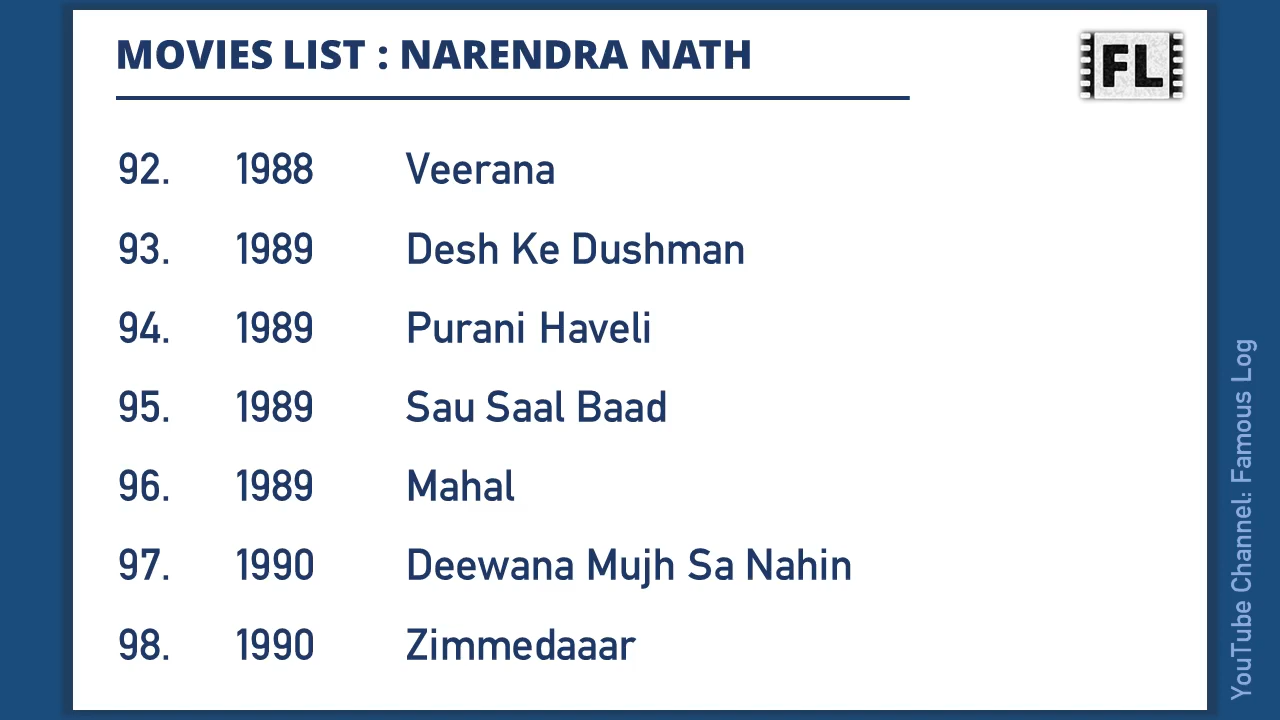 MOVIES LIST : NARENDRA NATH
FL
92. 1988 Veerana
93. 1989 Desh Ke Dushman
94. 1989 Purani Haveli
95. 1989 Sau Saal Baad
96. 1989 Mahal
97. 1990 Deewana Mujh Sa Nahin
98. 1990 Zimmedaaar
YouTube Channel: Famous Log